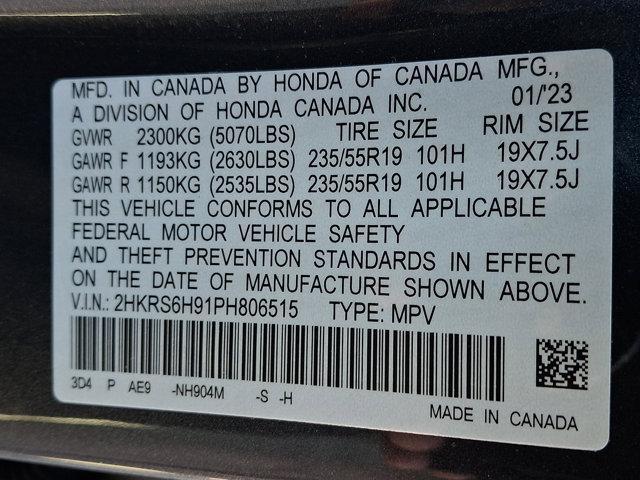 MFD. IN CANADA BY HONDA OF CANADA MFG.,
A DIVISION OF HONDA CANADA INC. 01/'23
GVWR 2300KG (5070LBS) TIRE SIZE RIM SIZE
GAWR F 1193KG (2630LBS) 235/55R19 101H 19X7.5J
GAWR R 1150KG (2535LBS) 235/55R19 101H 19X7.5J
THIS VEHICLE CONFORMS TO ALL APPLICABLE
FEDERAL MOTOR VEHICLE SAFETY
AND THEFT PREVENTION STANDARDS IN EFFECT
ON THE DATE OF MANUFACTURE SHOWN ABOVE.
V.I.N.: 2HKRS6H91PH806515 TYPE: MPV
3D4 P AE9 -NH904M -S -H
MADE IN CANADA